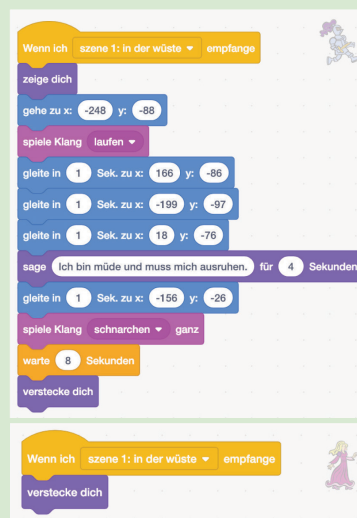 Wenn ich szene 1: in der wüste empfange
zeige dich
gehe zu x: -248 y: -88
spiele Klang laufen
gleite in 1 Sek. zu x: 166 y: -86
gleite in 1 Sek. zu x: -199 y: -97
gleite in 1 Sek. zu x: 18 y: -76
sage Ich bin müde und muss mich ausruhen. für 4 Sekunden
gleite in 1 Sek. zu x: -156 y: -26
spiele Klang schnarchen ganz
warte 8 Sekunden
verstecke dich
Wenn ich szene 1: in der wüste empfange
verstecke dich